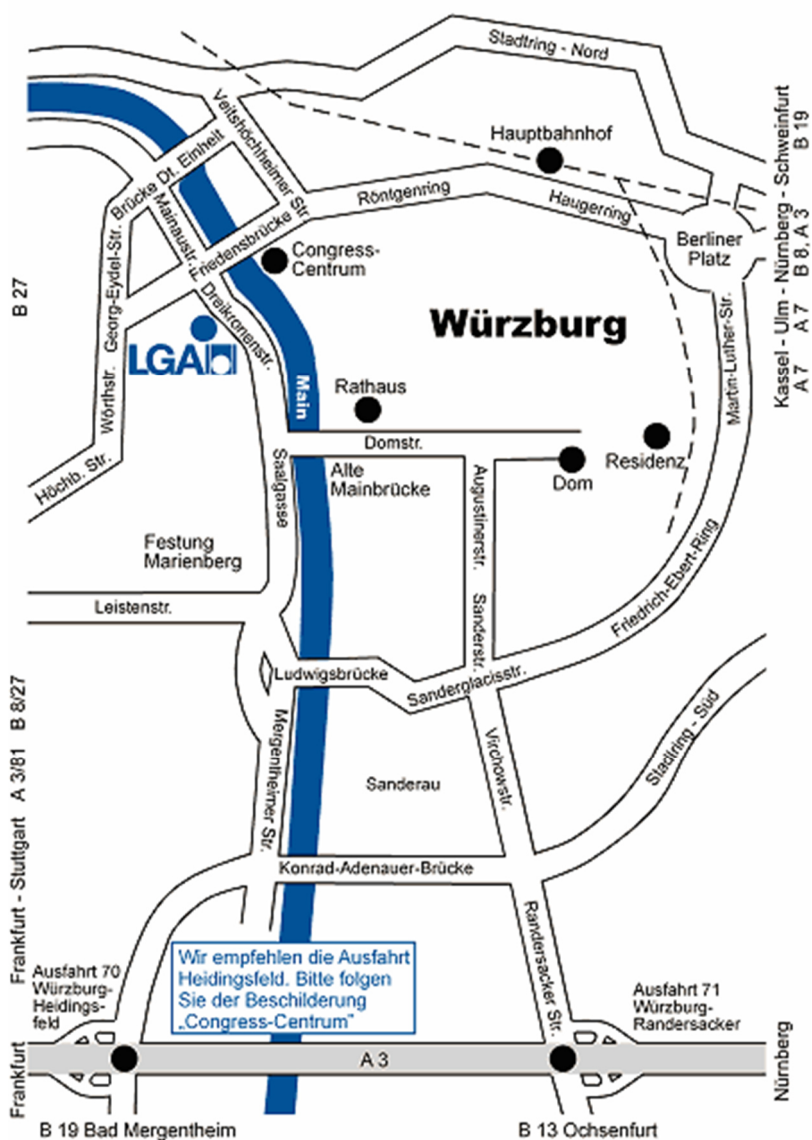 Stadtring - Nord
Kassel - Ulm - Nürnberg - Schweinfurt
A 7 A 7 B 8, A 3 B 19
Hauptbahnhof
Veitshöchheimer Str.
Brücke Dt. Einheit
Röntgenring
Haugerring
Berliner
Platz
Mainaustr.
Friedensbrücke
Congress-
Centrum
Georg-Eydel-Str.
B 27
Dreikronenstr.
Würzburg
Martin-Luther-Str.
LGA
Main
Rathaus
Wörthstr.
Domstr.
Residenz
Dom
Höchb. Str.
Saalgasse
Alte
Mainbrücke
Augustinerstr.
Festung
Marienberg
Friedrich-Ebert-Ring
Leistenstr.
Sanderstr.
Ludwigsbrücke
Sanderglacisstr.
Mergentheimer Str.
Virchowstr.
Stadtring - Süd
Sanderau
Frankfurt - Stuttgart A 3/81 B 8/27
Konrad-Adenauer-Brücke
Randersacker Str.
Wir empfehlen die Ausfahrt
Heidingsfeld. Bitte folgen
Sie der Beschilderung
„Congress-Centrum”
Ausfahrt 70
Würzburg-
Heidings-
feld
Ausfahrt 71
Würzburg-
Randersacker
Frankfurt
A 3
Nürnberg
B 19 Bad Mergentheim
B 13 Ochsenfurt